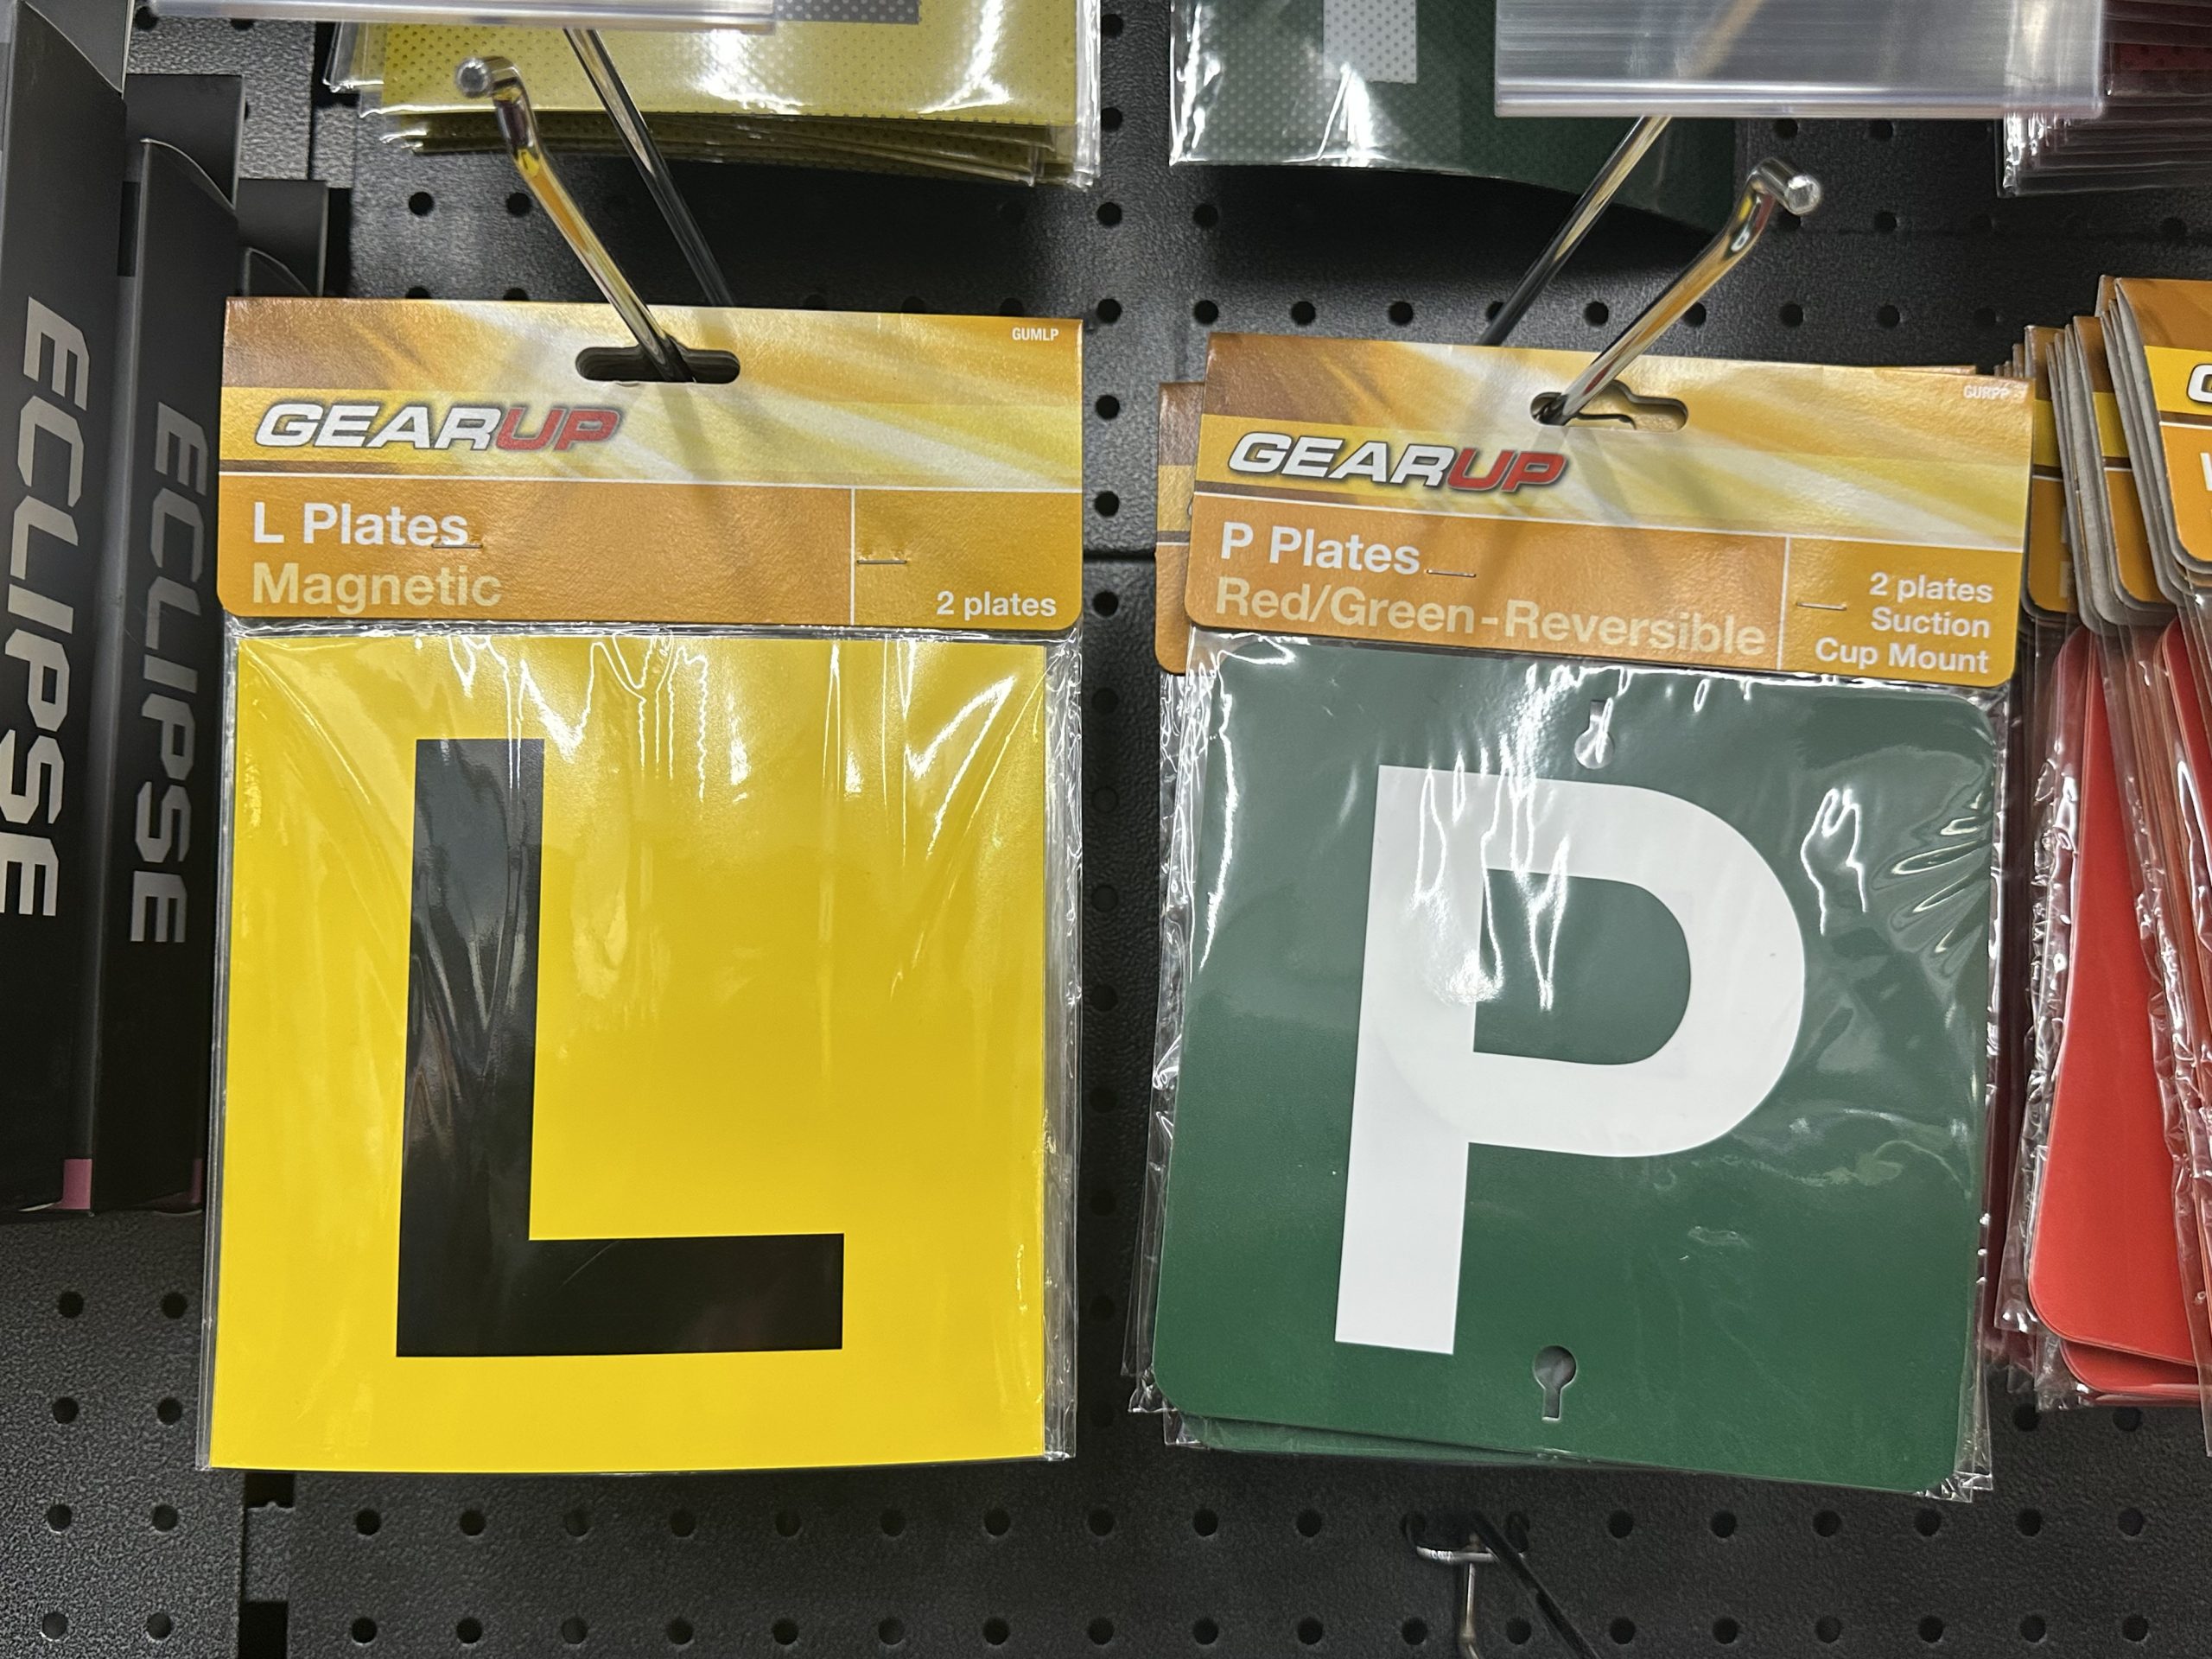 ECLIPSE
ECLIPSE
GUMLP
GEARUP
L Plates
Magnetic
2 plates
L
GURPP
GEARUP
P Plates
Red/Green-Reversible
2 plates
Suction
Cup Mount
P